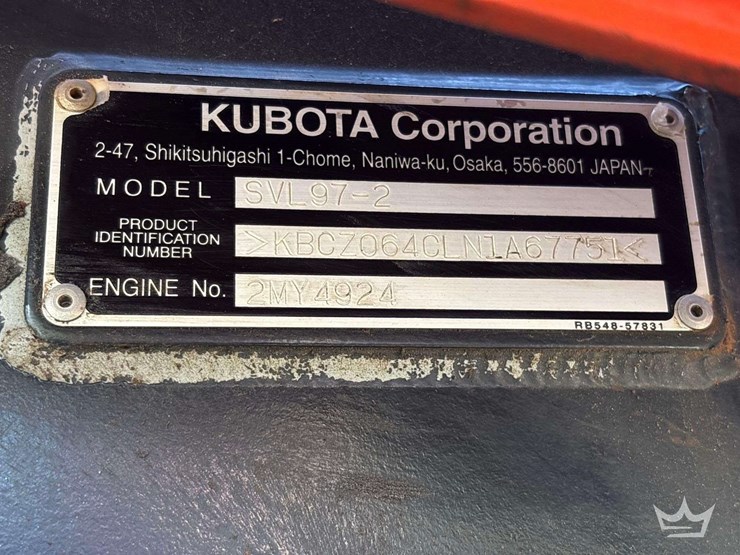 KUBOTA Corporation
2-47, Shikitsuhigashi 1-Chome, Naniwa-ku, Osaka, 556-8601 JAPAN
MODEL SVL97-2
PRODUCT IDENTIFICATION NUMBER >KBCZ064CLN1A67751<
ENGINE No. 2MY4924
RB548-57831